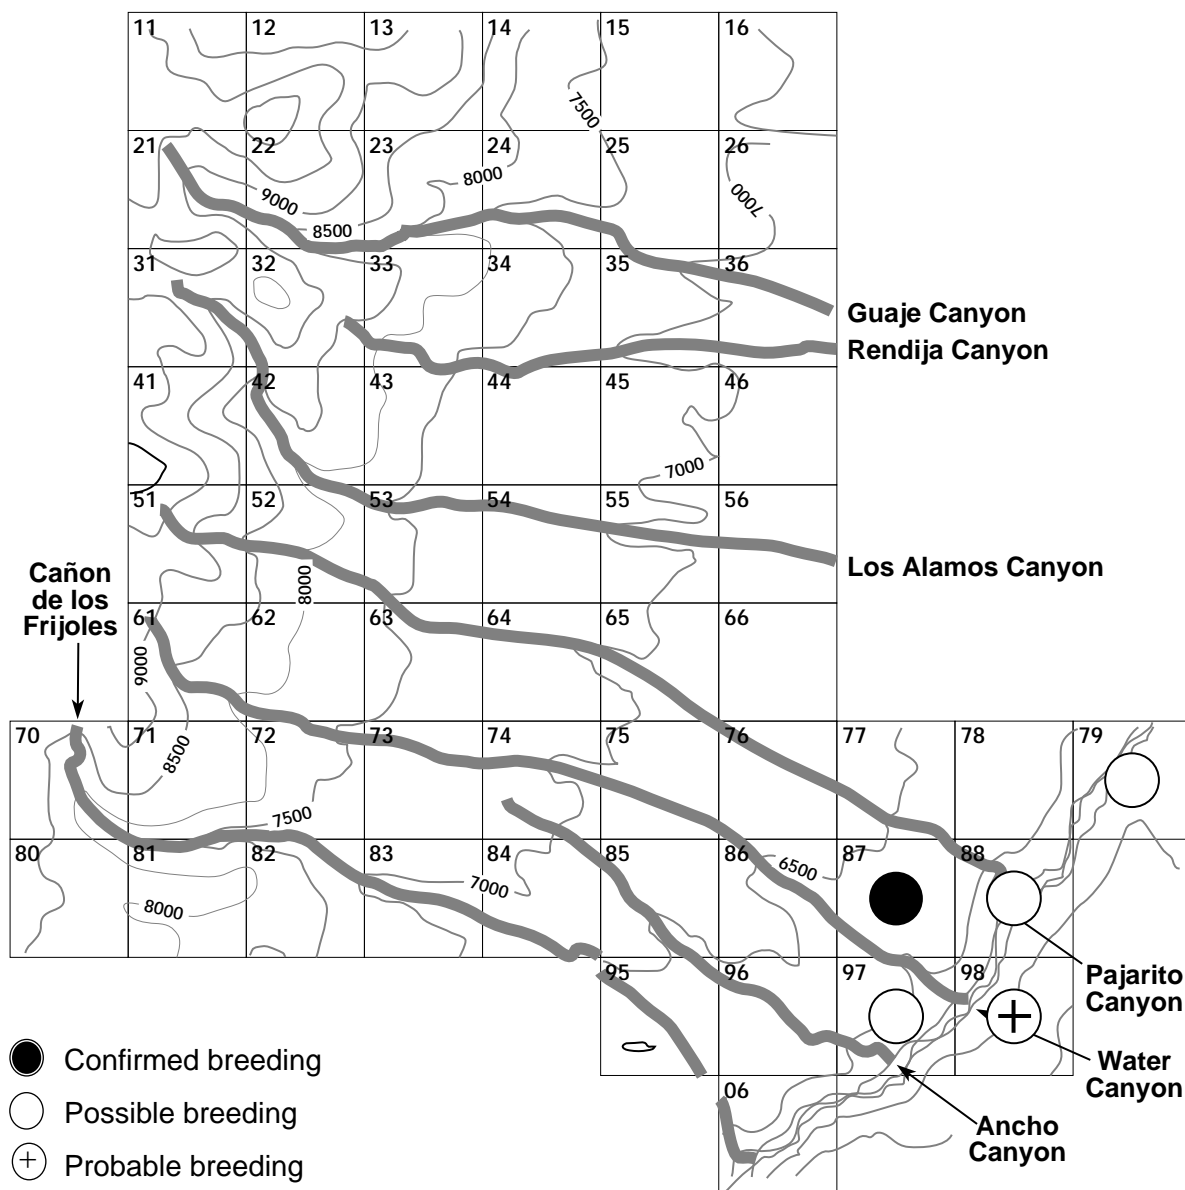 11 12 13 14 15 16
7500
21 22 23 24 25 26
8000
9000
7000
8500
31 32 33 34 35 36
Guaje Canyon
Rendija Canyon
41 42 43 44 45 46
7000
51 52 53 54 55 56
Los Alamos Canyon
Cañon
de los
Frijoles
8000
61 62 63 64 65 66
9000
70 71 72 73 74 75 76 77 78 79
8500
7500
80 81 82 83 84 85 86 87 88
6500
7000
8000
95 96 97 98
Pajarito
Canyon
Water
Canyon
06
Ancho
Canyon
Confirmed breeding
Possible breeding
Probable breeding